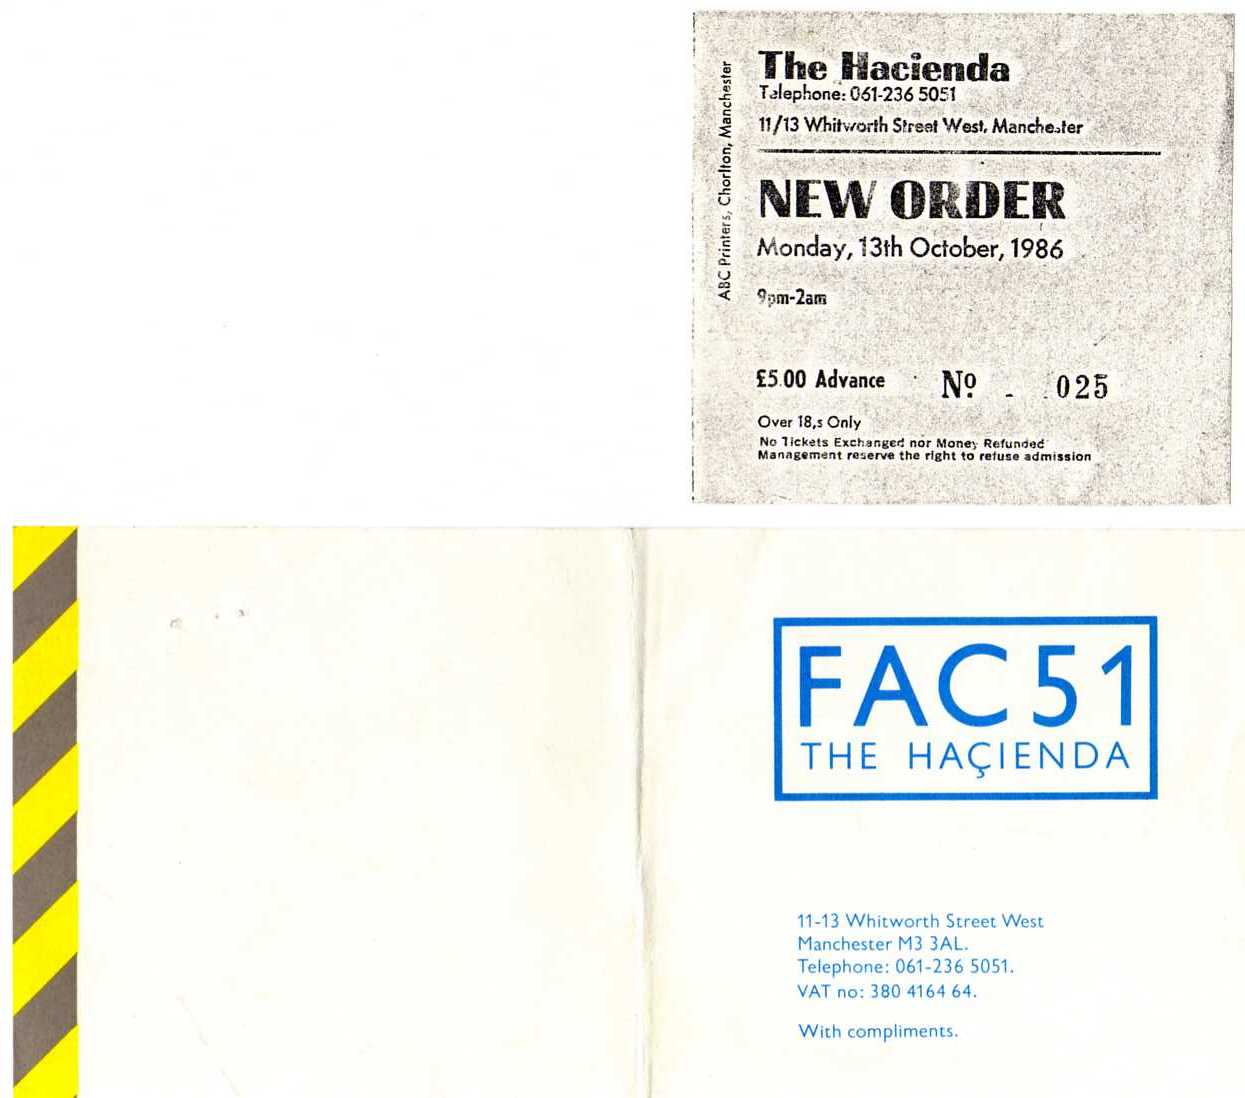 The Hacienda
Telephone: 061-236 5051
11/13 Whitworth Street West, Manchester
NEW ORDER
Monday, 13th October, 1986
9pm-2am
£5.00 Advance
Nº 025
Over 18,s Only
No Tickets Exchanged nor Money Refunded
Management reserve the right to refuse admission
ABC Printers, Chorlton, Manchester
FAC 51
THE HAÇIENDA
11-13 Whitworth Street West
Manchester M3 3AL.
Telephone: 061-236 5051.
VAT no: 380 4164 64.
With compliments.